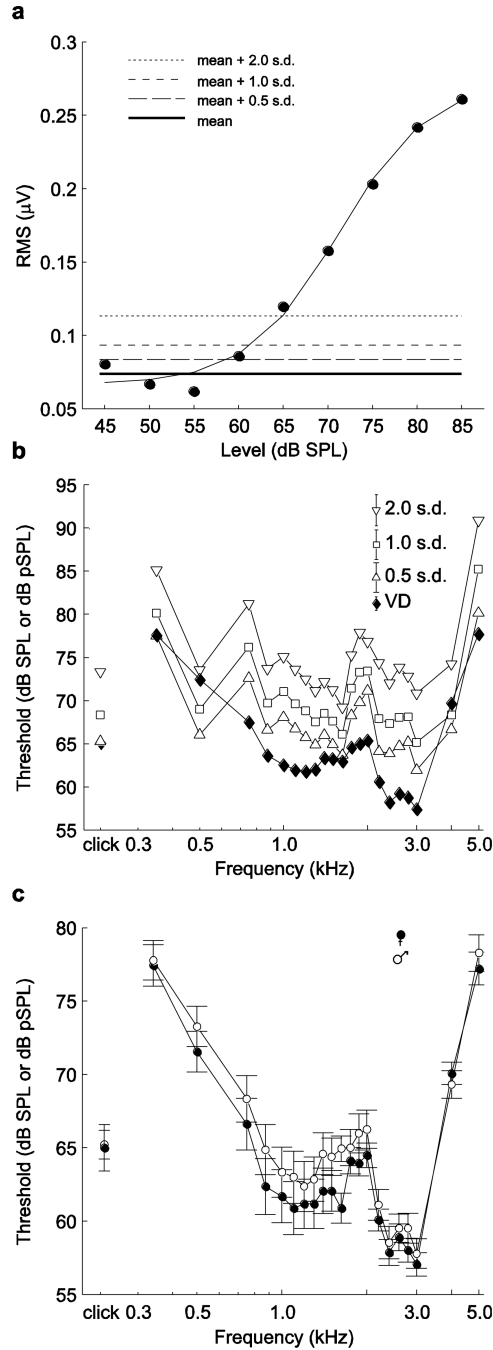 a
0.3
0.25
0.2
0.15
0.1
0.05
RMS (μV)
mean + 2.0 s.d.
mean + 1.0 s.d.
mean + 0.5 s.d.
mean
45 50 55 60 65 70 75 80 85
Level (dB SPL)
b
95
90
85
80
75
70
65
60
55
Threshold (dB SPL or dB pSPL)
2.0 s.d.
1.0 s.d.
0.5 s.d.
VD
click 0.3 0.5 1.0 3.0 5.0
Frequency (kHz)
c
80
75
70
65
60
55
Threshold (dB SPL or dB pSPL)
click 0.3 0.5 1.0 3.0 5.0
Frequency (kHz)